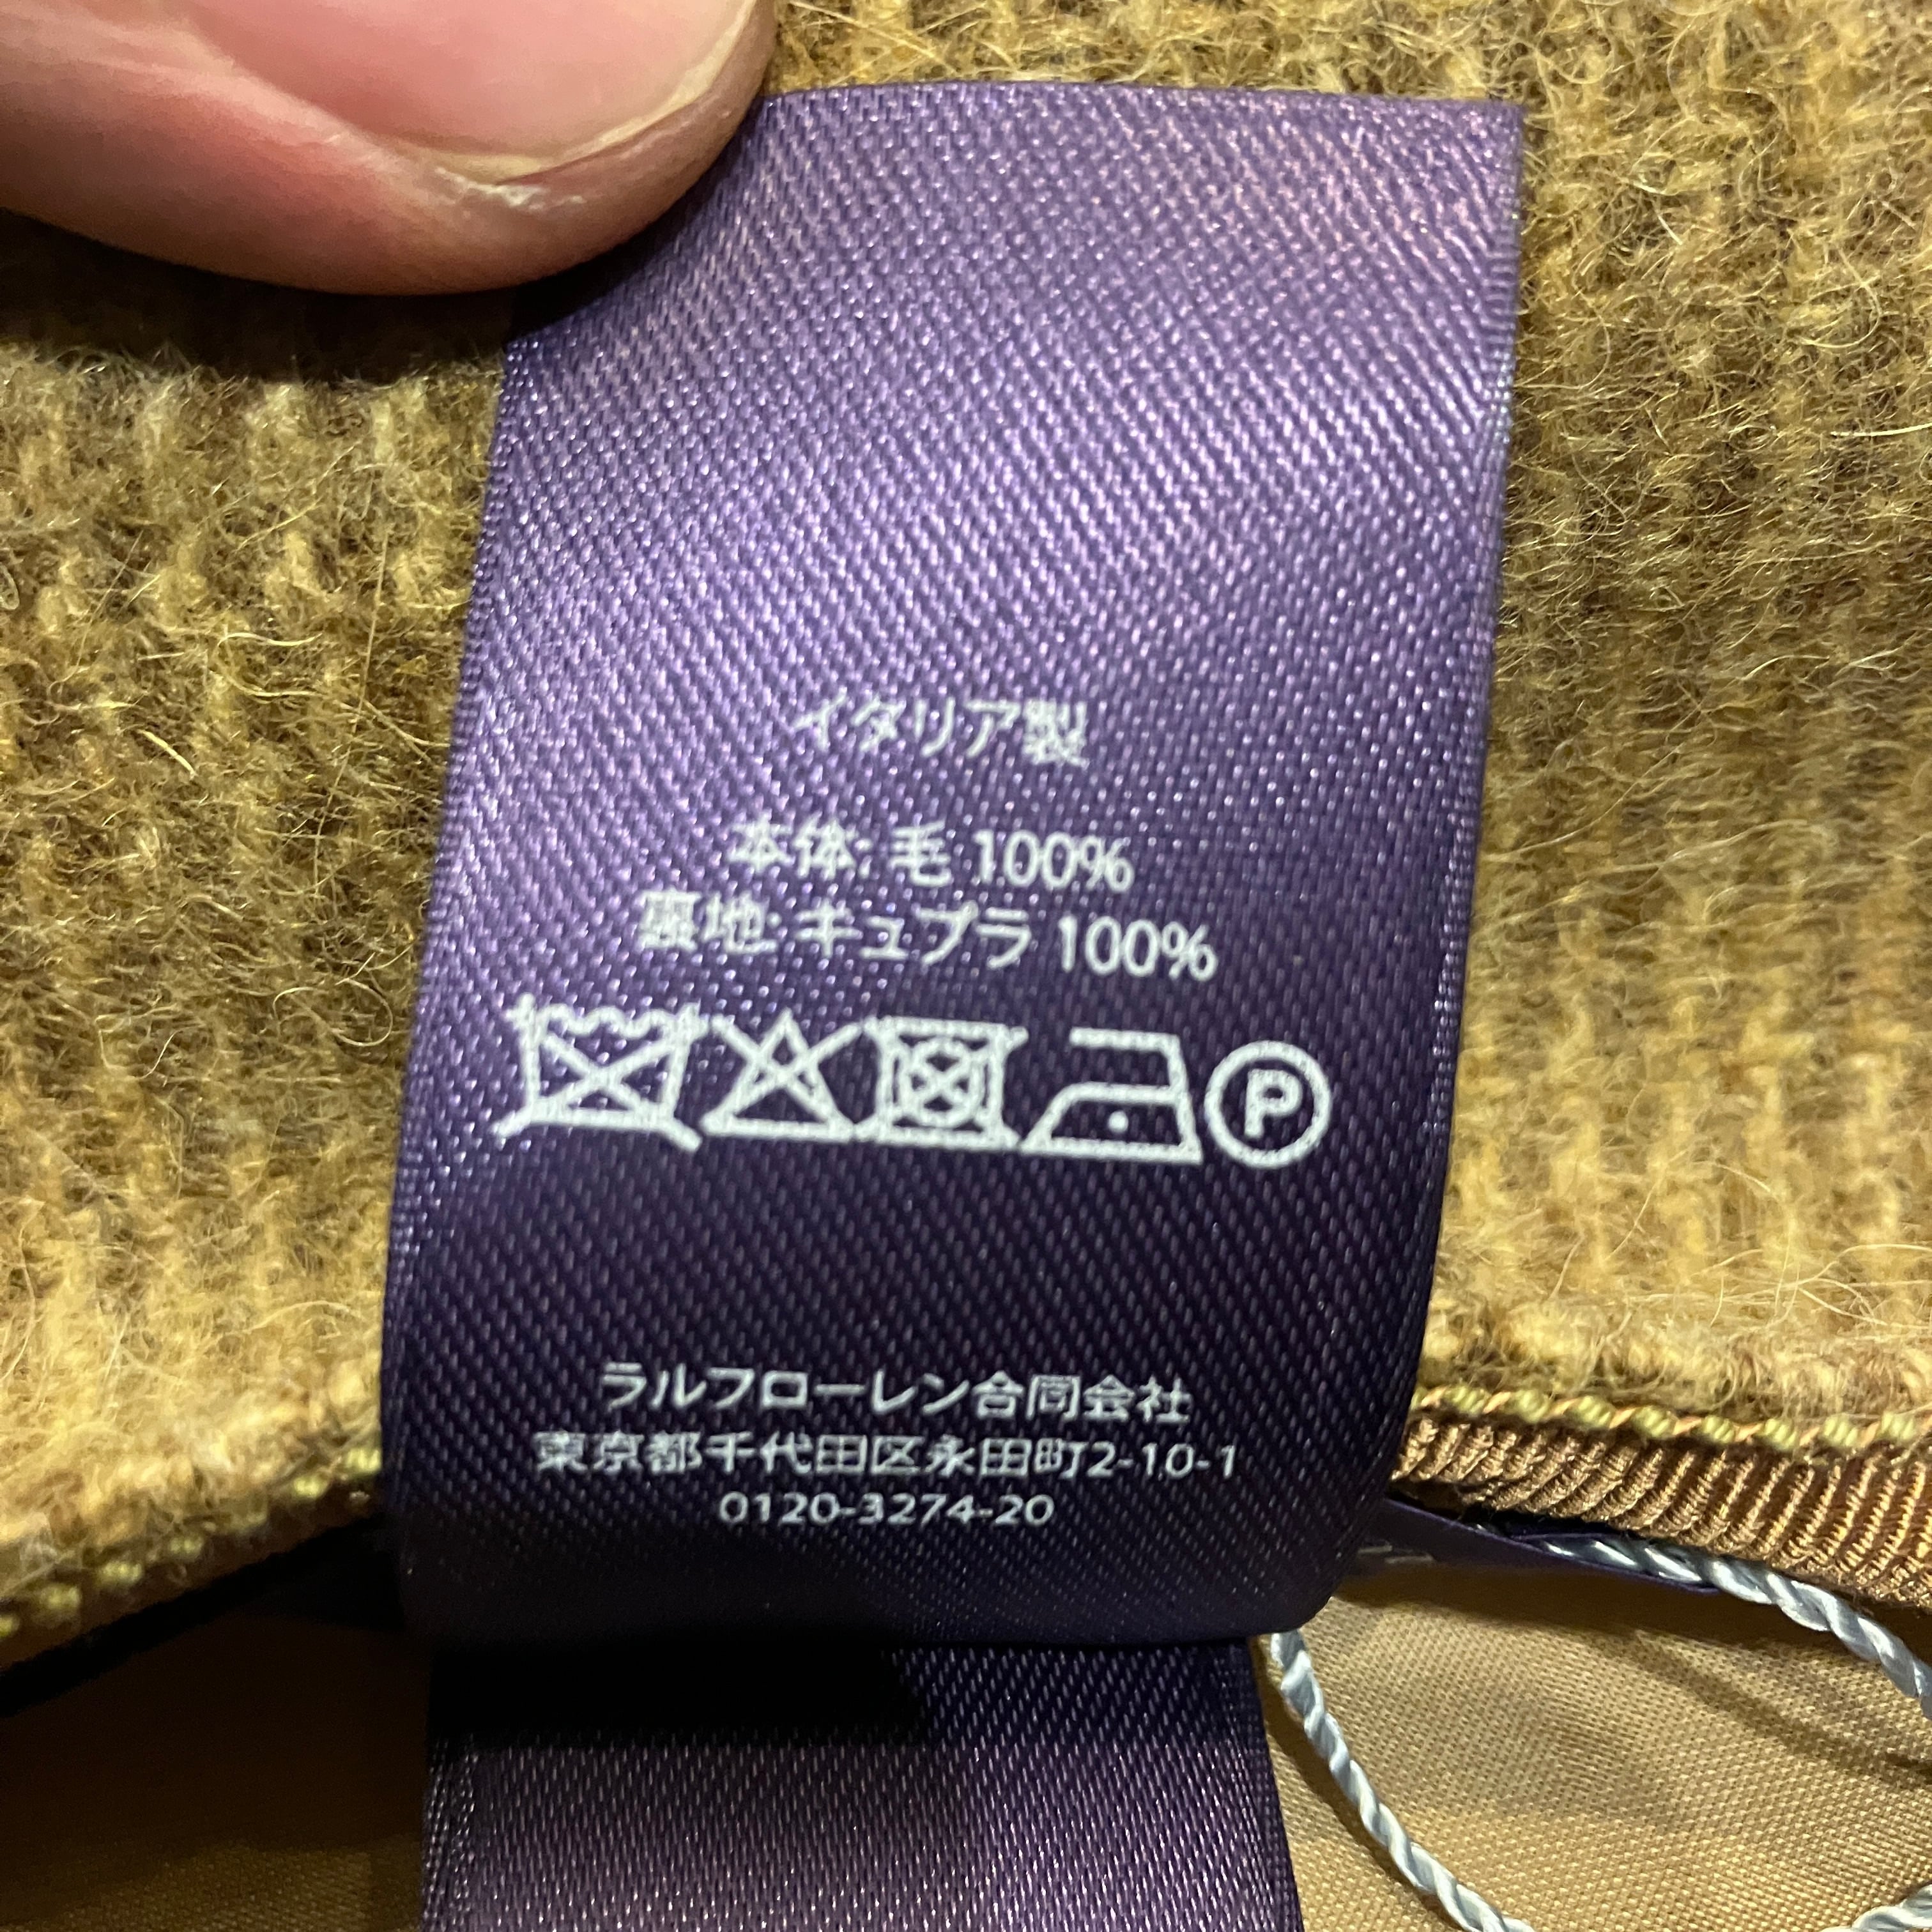 イタリア製
本体: 毛 100%
裏地: キュプラ 100%
P
ラルフローレン合同会社
東京都千代田区永田町2-10-1
0120-3274-20